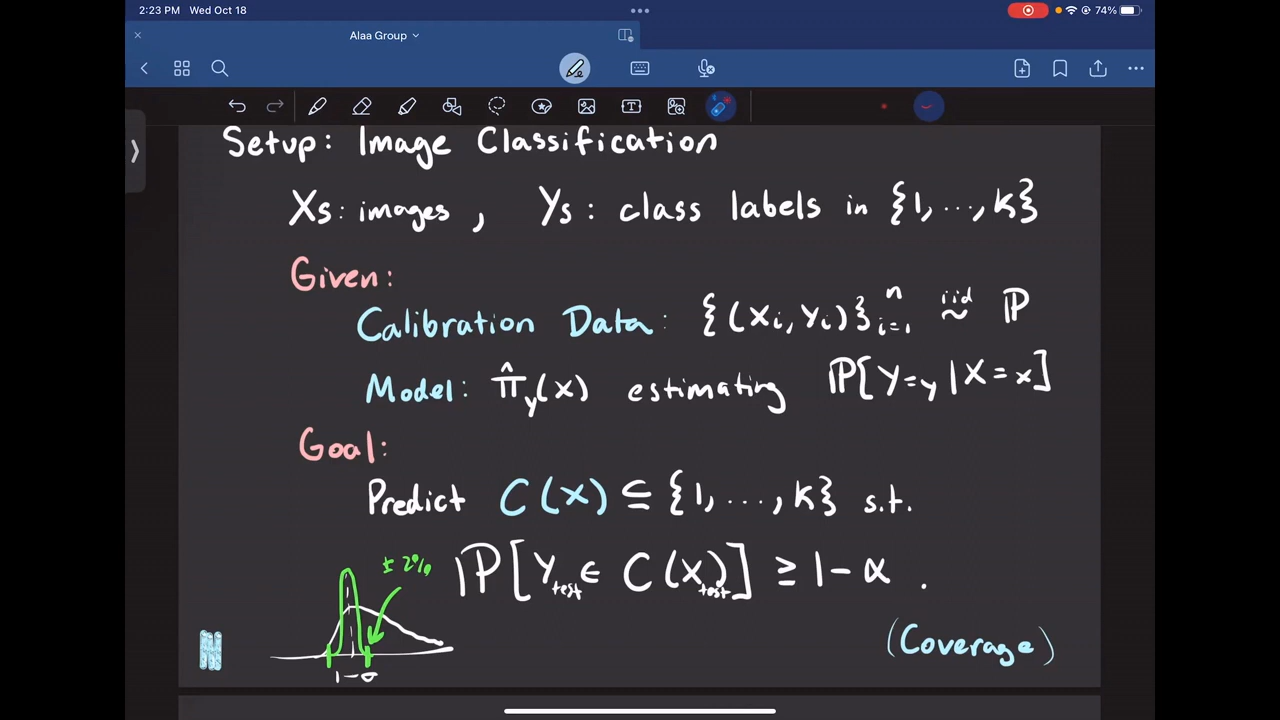 2:23 PM Wed Oct 18
74%
Alaa Group
Setup: Image Classification
Xs: images, Ys: class labels in {1, ..., K}
Given:
Calibration Data: {(Xi, Yi)}ⁿi=1 iid ~ ℙ
Model: π̂y(x) estimating ℙ[Y=y | X=x]
Goal:
Predict C(x) ⊆ {1, ..., K} s.t.
± 2%
ℙ[Ytest ∈ C(Xtest)] ≥ 1-α .
(Coverage)